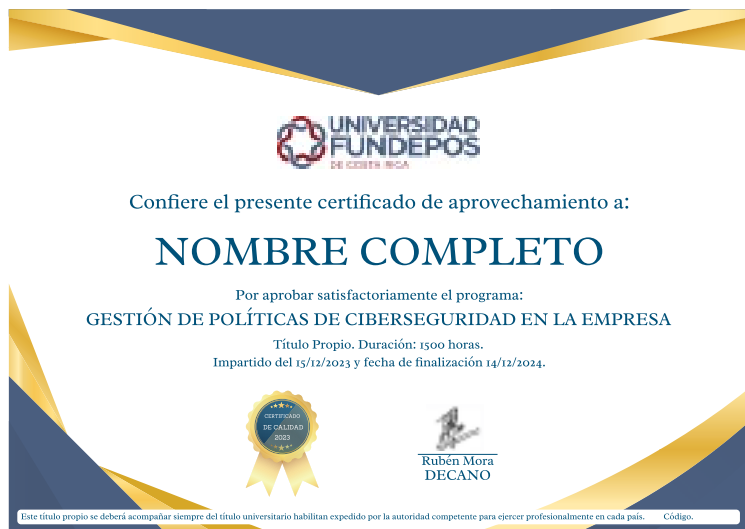 UNIVERSIDAD
FUNDEPOS
DE COSTA RICA
Confiere el presente certificado de aprovechamiento a:
NOMBRE COMPLETO
Por aprobar satisfactoriamente el programa:
GESTIÓN DE POLÍTICAS DE CIBERSEGURIDAD EN LA EMPRESA
Título Propio. Duración: 1500 horas.
Impartido del 15/12/2023 y fecha de finalización 14/12/2024.
CERTIFICADO
DE CALIDAD
2023
Rubén Mora
DECANO
Este título propio se deberá acompañar siempre del título universitario habilitan expedido por la autoridad competente para ejercer profesionalmente en cada país. Código.